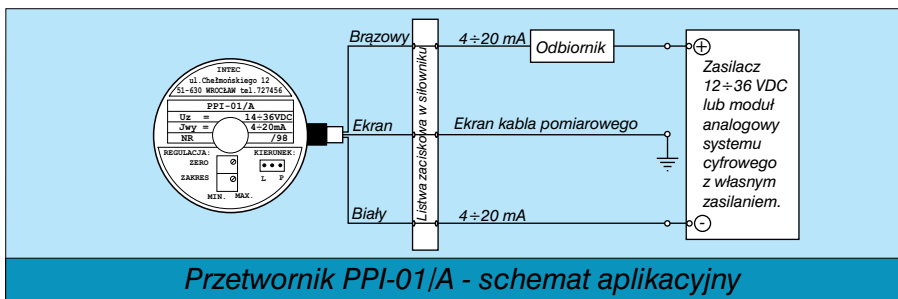 INTEC
ul.Chełmońskiego 12
51-630 WROCŁAW tel.727456
PPI-01/A
Uz = 14÷36VDC
Jwy = 4÷20mA
NR /98
REGULACJA: KIERUNEK:
ZERO
ZAKRES L P
MIN. MAX.
Brązowy
Ekran
Biały
Listwa zaciskowa w siłowniku
4÷20 mA
Odbiornik
Ekran kabla pomiarowego
4÷20 mA
+
Zasilacz
12÷36 VDC
lub moduł
analogowy
systemu
cyfrowego
z własnym
zasilaniem.
-
Przetwornik PPI-01/A - schemat aplikacyjny